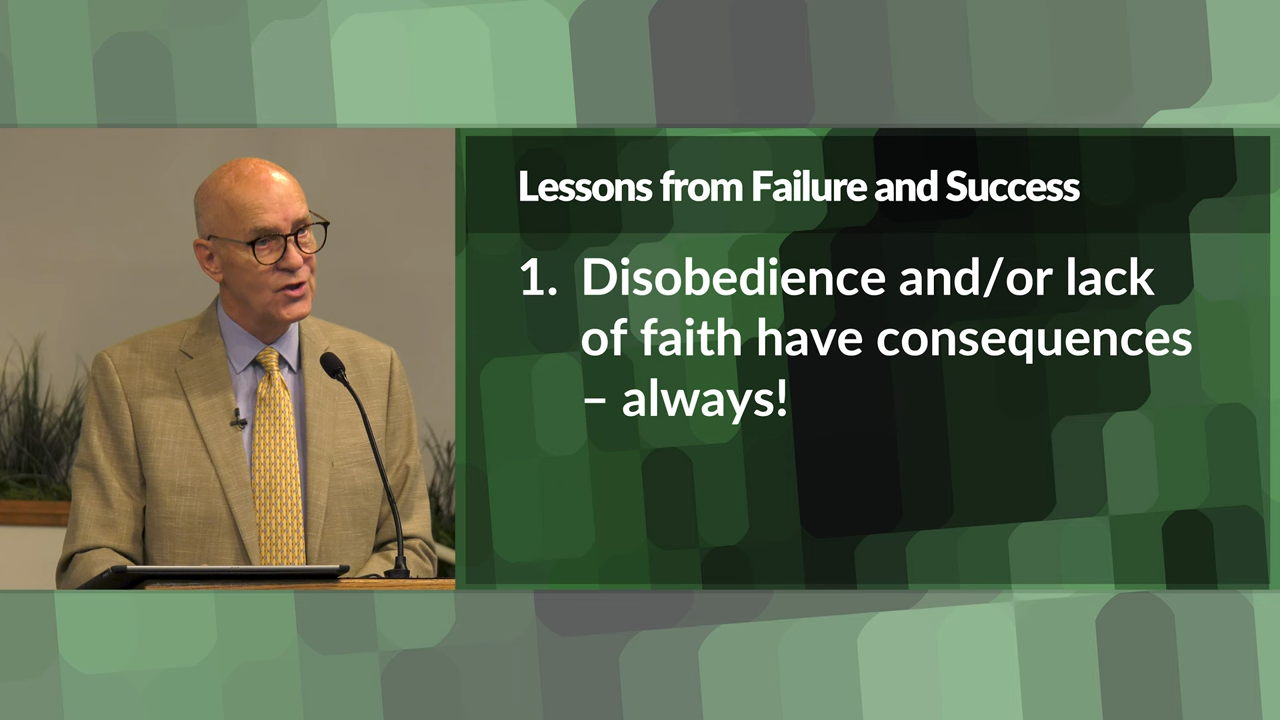 Lessons from Failure and Success
1. Disobedience and/or lack
of faith have consequences
– always!